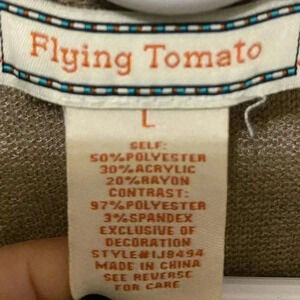 Flying Tomato
L
SELF:
50%POLYESTER
30%ACRYLIC
20%RAYON
CONTRAST:
97%POLYESTER
3%SPANDEX
EXCLUSIVE OF
DECORATION
STYLE#IJ8494
MADE IN CHINA
SEE REVERSE
FOR CARE